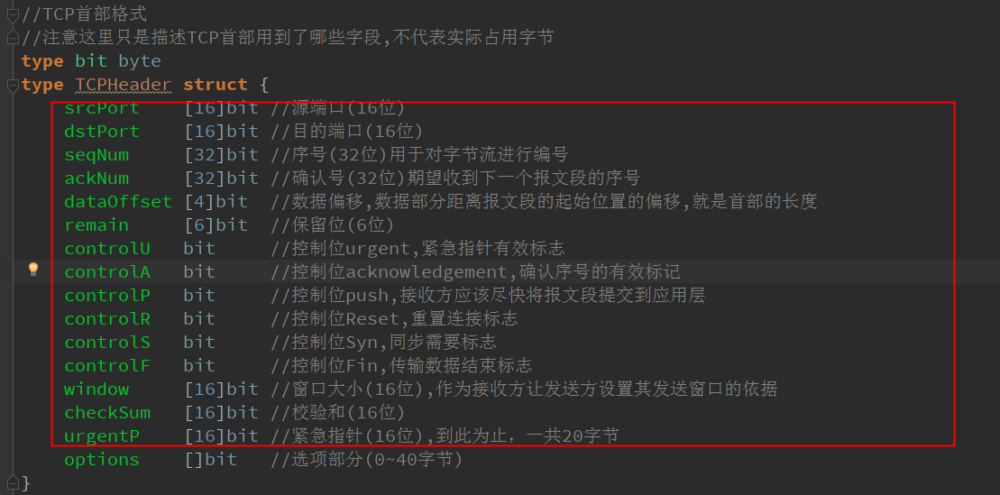 //TCP首部格式
//注意这里只是描述TCP首部用到了哪些字段,不代表实际占用字节
type bit byte
type TCPHeader struct {
srcPort [16]bit //源端口(16位)
dstPort [16]bit //目的端口(16位)
seqNum [32]bit //序号(32位)用于对字节流进行编号
ackNum [32]bit //确认号(32位)期望收到下一个报文段的序号
dataOffset [4]bit //数据偏移,数据部分距离报文段的起始位置的偏移,就是首部的长度
remain [6]bit //保留位(6位)
controlU bit //控制位urgent,紧急指针有效标志
controlA bit //控制位acknowledgement,确认序号的有效标记
controlP bit //控制位push,接收方应该尽快将报文段提交到应用层
controlR bit //控制位Reset,重置连接标志
controlS bit //控制位Syn,同步需要标志
controlF bit //控制位Fin,传输数据结束标志
window [16]bit //窗口大小(16位),作为接收方让发送方设置其发送窗口的依据
checkSum [16]bit //校验和(16位)
urgentP [16]bit //紧急指针(16位),到此为止，一共20字节
options []bit //选项部分(0~40字节)
}